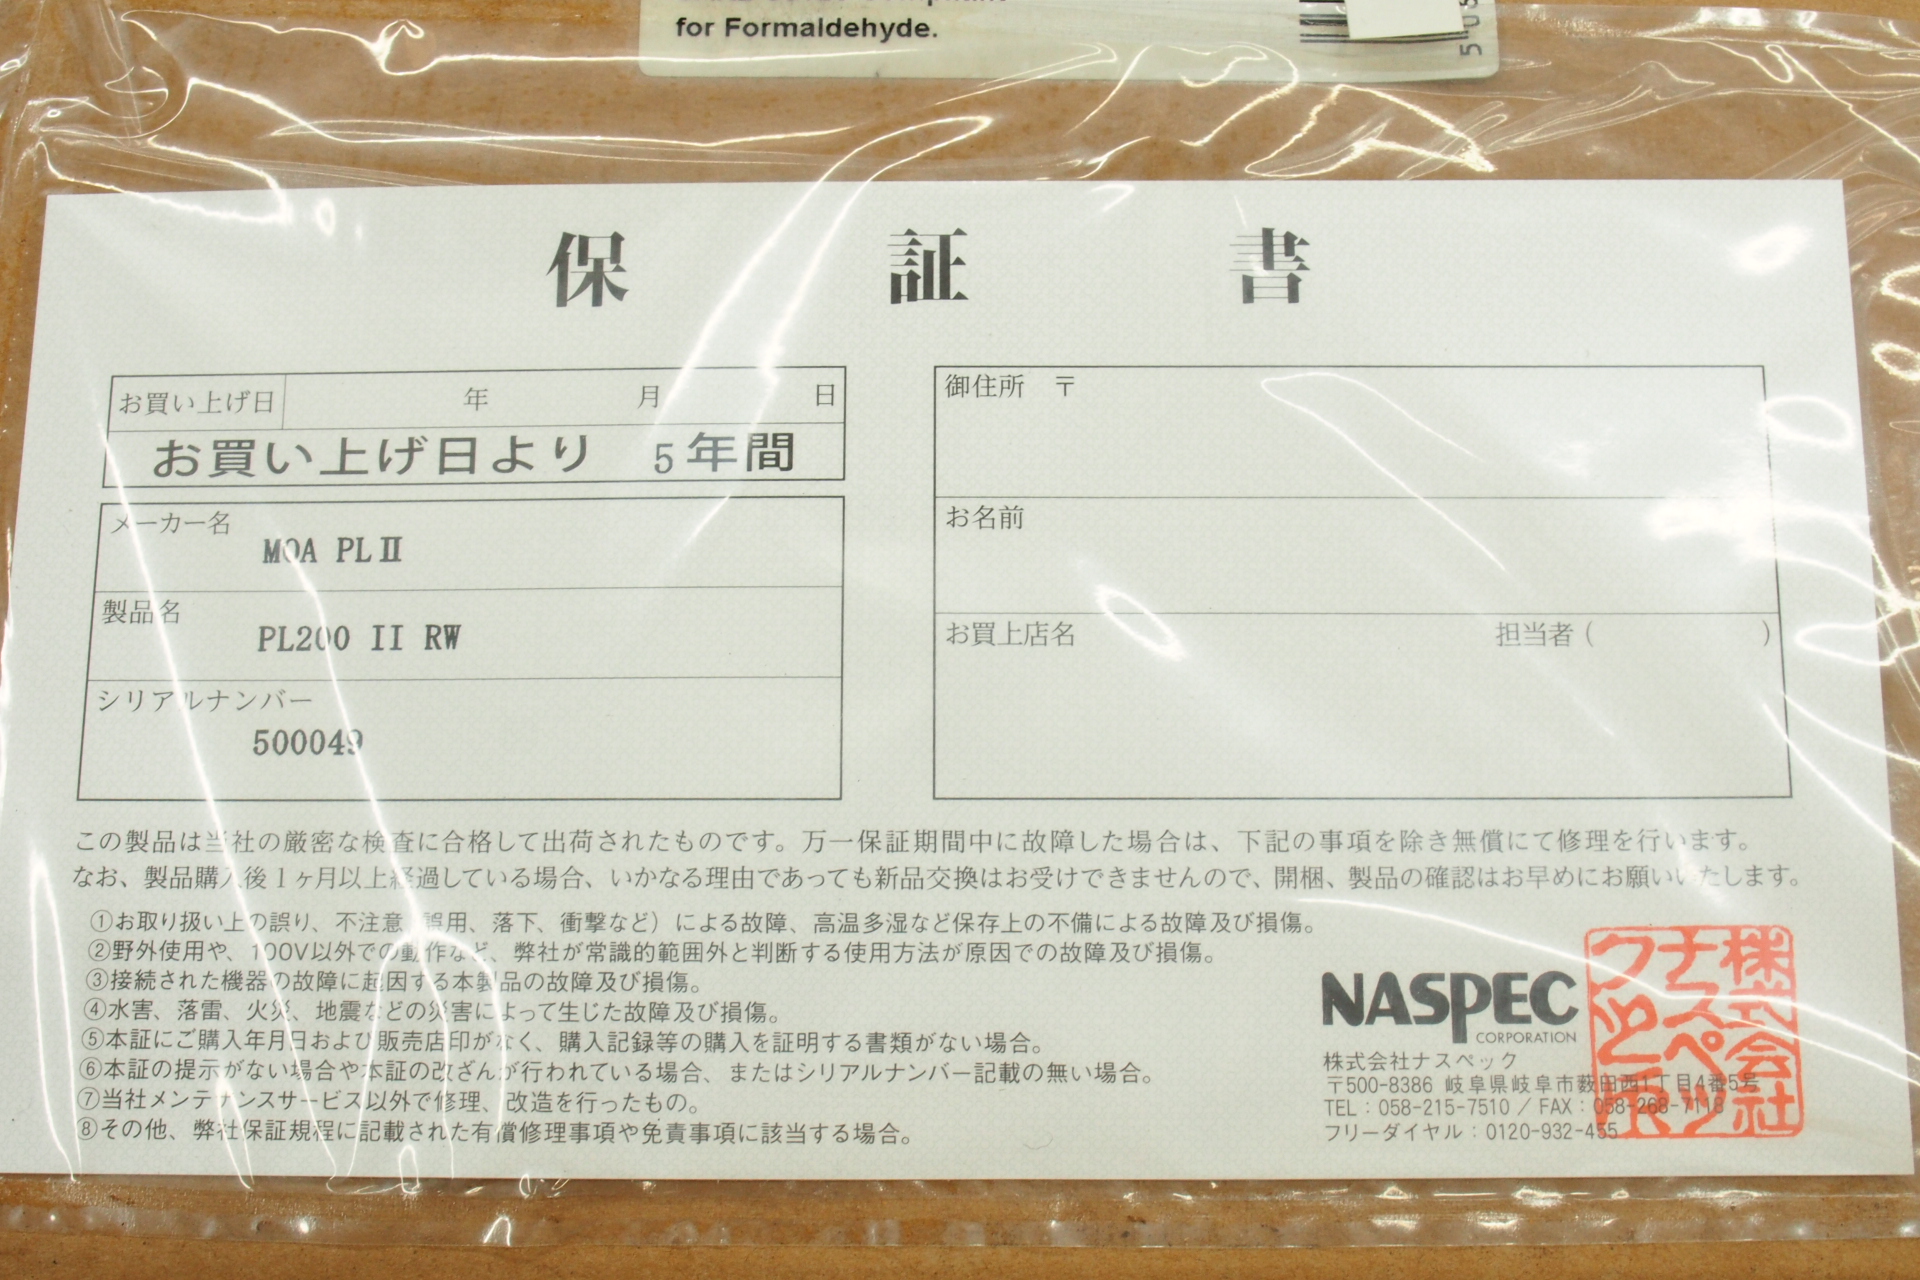 for Formaldehyde.
保証書
お買い上げ日 年 月 日
お買い上げ日より 5年間
メーカー名
MOA PLⅡ
製品名
PL200 II RW
シリアルナンバー
500049
御住所 〒
お名前
お買上店名 担当者( )
この製品は当社の厳密な検査に合格して出荷されたものです。万一保証期間中に故障した場合は、下記の事項を除き無償にて修理を行います。
なお、製品購入後1ヶ月以上経過している場合、いかなる理由であっても新品交換はお受けできませんので、開梱、製品の確認はお早めにお願いいたします。
①お取り扱い上の誤り、不注意(誤用、落下、衝撃など)による故障、高温多湿など保存上の不備による故障及び損傷。
②野外使用や、100V以外での動作など、弊社が常識的範囲外と判断する使用方法が原因での故障及び損傷。
③接続された機器の故障に起因する本製品の故障及び損傷。
④水害、落雷、火災、地震などの災害によって生じた故障及び損傷。
⑤本証にご購入年月日および販売店印がなく、購入記録等の購入を証明する書類がない場合。
⑥本証の提示がない場合や本証の改ざんが行われている場合、またはシリアルナンバー記載の無い場合。
⑦当社メンテナンスサービス以外で修理、改造を行ったもの。
⑧その他、弊社保証規程に記載された有償修理事項や免責事項に該当する場合。
NASPEC
CORPORATION
株式会社ナスペック
〒500-8386 岐阜県岐阜市薮田西1丁目4番5号
TEL：058-215-7510 / FAX：058-268-7118
フリーダイヤル：0120-932-455
株式会社
ナスペッ
ク